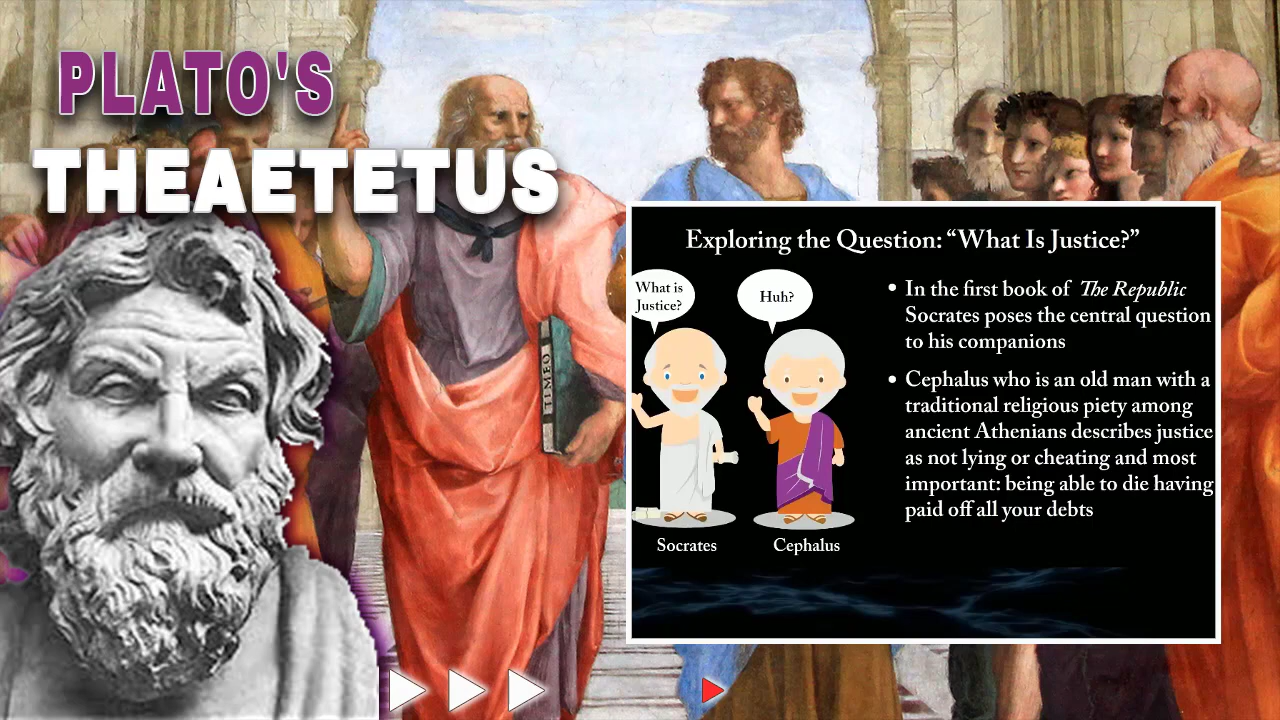 PLATO'S
THEAETETUS
TIMEO
Exploring the Question: “What Is Justice?”
What is
Justice?
Huh?
Socrates
Cephalus
• In the first book of The Republic
Socrates poses the central question
to his companions
• Cephalus who is an old man with a
traditional religious piety among
ancient Athenians describes justice
as not lying or cheating and most
important: being able to die having
paid off all your debts